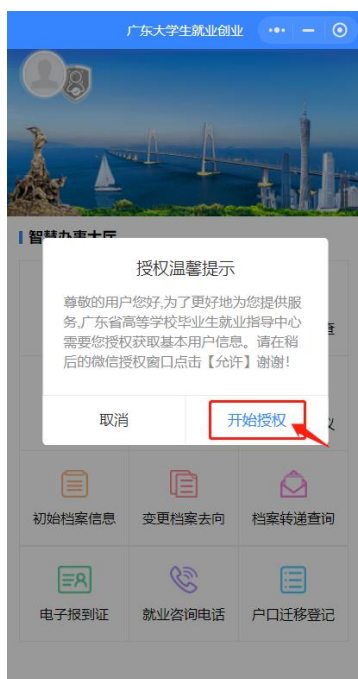 广东大学生就业创业
智慧办事大厅
授权温馨提示
尊敬的用户您好,为了更好地为您提供服
务,广东省高等学校毕业生就业指导中心
需要您授权获取基本用户信息。请在稍
后的微信授权窗口点击【允许】谢谢！
取消
开始授权
初始档案信息
变更档案去向
档案转递查询
电子报到证
就业咨询电话
户口迁移登记